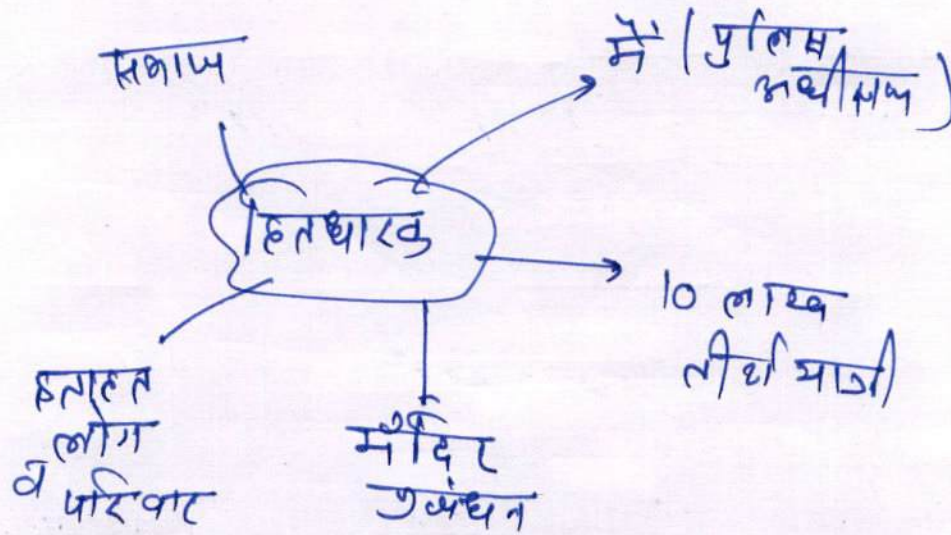 समाज
मैं (पुलिस
अधीक्षक)
हितधारक
10 लाख
तीर्थयात्री
हताहत
लोग
व परिवार
मंदिर
प्रबंधन